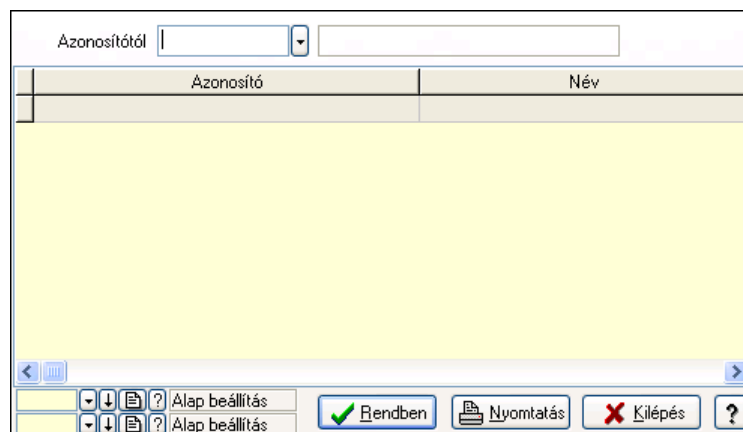 Azonosítótól
Azonosító Név
? Alap beállítás
Rendben Nyomtatás Kilépés ?
? Alap beállítás